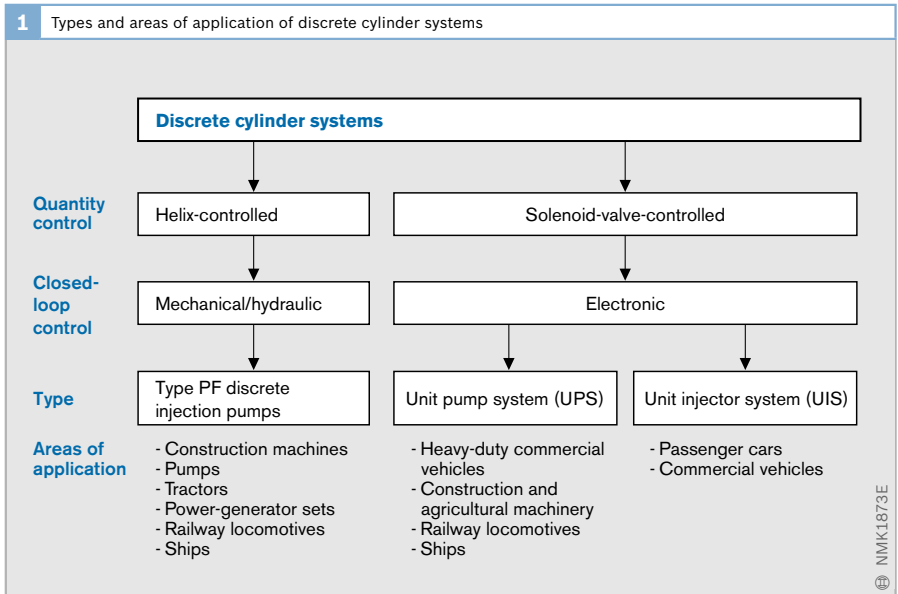 1 Types and areas of application of discrete cylinder systems
Discrete cylinder systems
Quantity
control
Helix-controlled
Solenoid-valve-controlled
Closed-
loop
control
Mechanical/hydraulic
Electronic
Type
Type PF discrete
injection pumps
Unit pump system (UPS)
Unit injector system (UIS)
Areas of
application
- Construction machines
- Pumps
- Tractors
- Power-generator sets
- Railway locomotives
- Ships
- Heavy-duty commercial
vehicles
- Construction and
agricultural machinery
- Railway locomotives
- Ships
- Passenger cars
- Commercial vehicles
NMK1873E